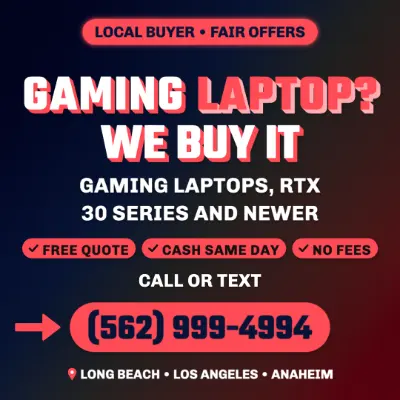 LOCAL BUYER • FAIR OFFERS
GAMING LAPTOP?
WE BUY IT
GAMING LAPTOPS, RTX
30 SERIES AND NEWER
✓ FREE QUOTE ✓ CASH SAME DAY ✓ NO FEES
CALL OR TEXT
(562) 999-4994
LONG BEACH • LOS ANGELES • ANAHEIM